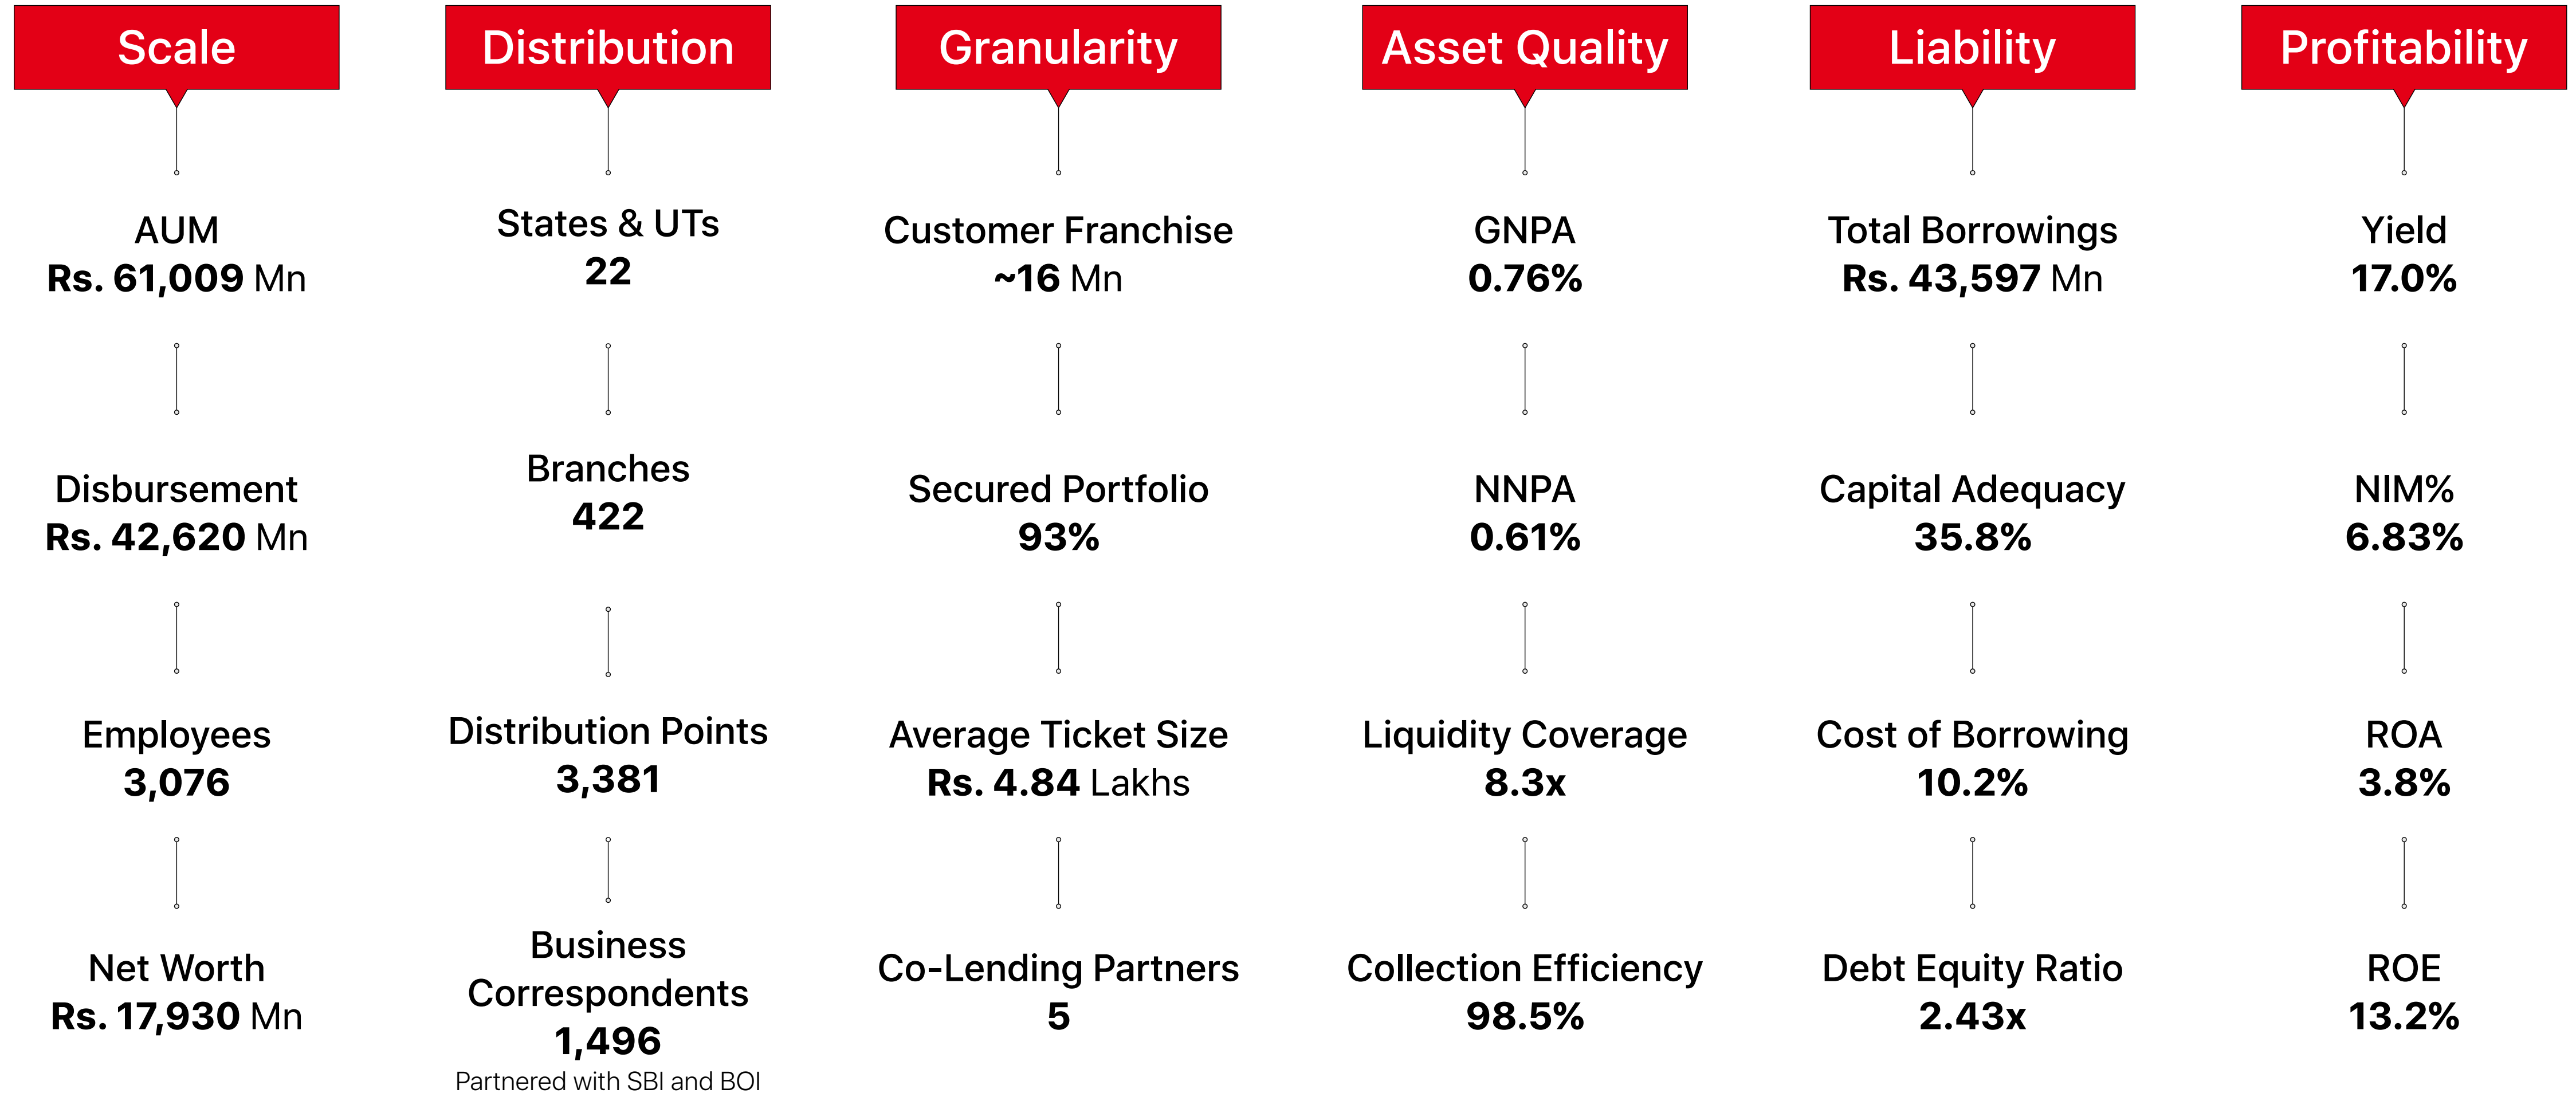 Scale
AUM
Rs. 61,009 Mn
Disbursement
Rs. 42,620 Mn
Employees
3,076
Net Worth
Rs. 17,930 Mn
Distribution
States & UTs
22
Branches
422
Distribution Points
3,381
Business
Correspondents
1,496
Partnered with SBI and BOI
Granularity
Customer Franchise
~16 Mn
Secured Portfolio
93%
Average Ticket Size
Rs. 4.84 Lakhs
Co-Lending Partners
5
Asset Quality
GNPA
0.76%
NNPA
0.61%
Liquidity Coverage
8.3x
Collection Efficiency
98.5%
Liability
Total Borrowings
Rs. 43,597 Mn
Capital Adequacy
35.8%
Cost of Borrowing
10.2%
Debt Equity Ratio
2.43x
Profitability
Yield
17.0%
NIM%
6.83%
ROA
3.8%
ROE
13.2%